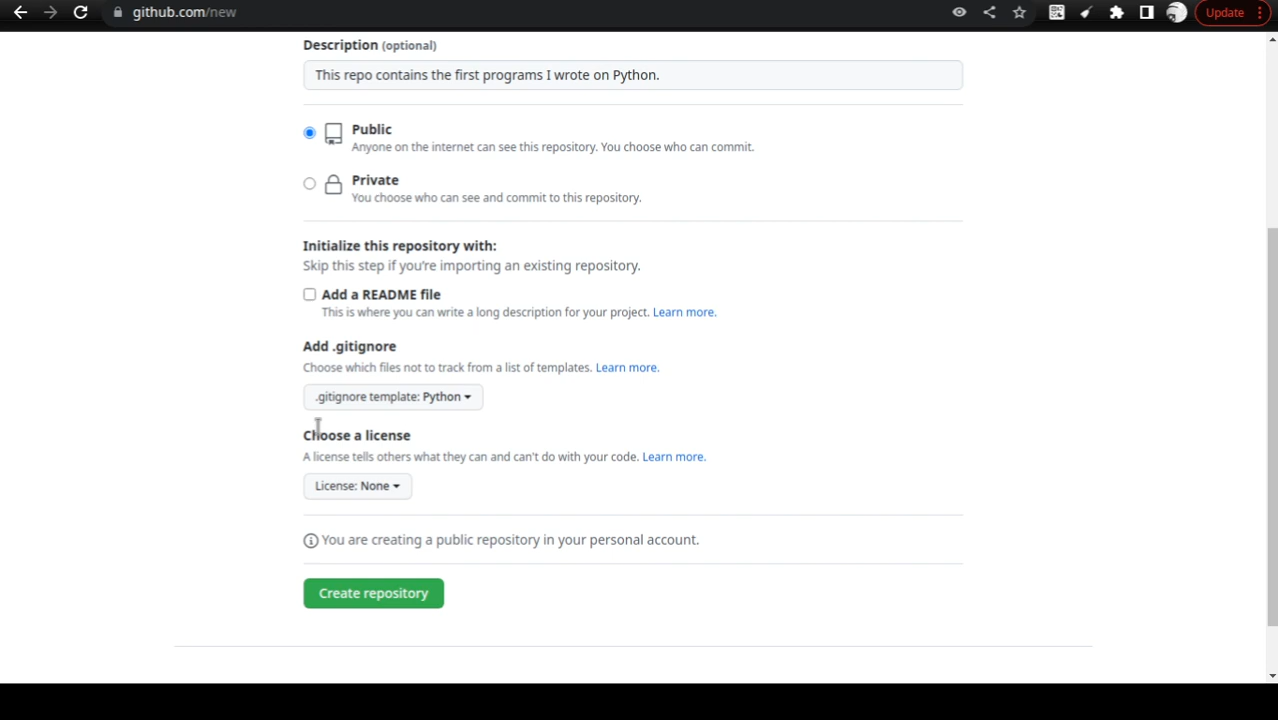 github.com/new
Update
Description (optional)
This repo contains the first programs I wrote on Python.
Public
Anyone on the internet can see this repository. You choose who can commit.
Private
You choose who can see and commit to this repository.
Initialize this repository with:
Skip this step if you're importing an existing repository.
Add a README file
This is where you can write a long description for your project. Learn more.
Add .gitignore
Choose which files not to track from a list of templates. Learn more.
.gitignore template: Python
Choose a license
A license tells others what they can and can't do with your code. Learn more.
License: None
You are creating a public repository in your personal account.
Create repository